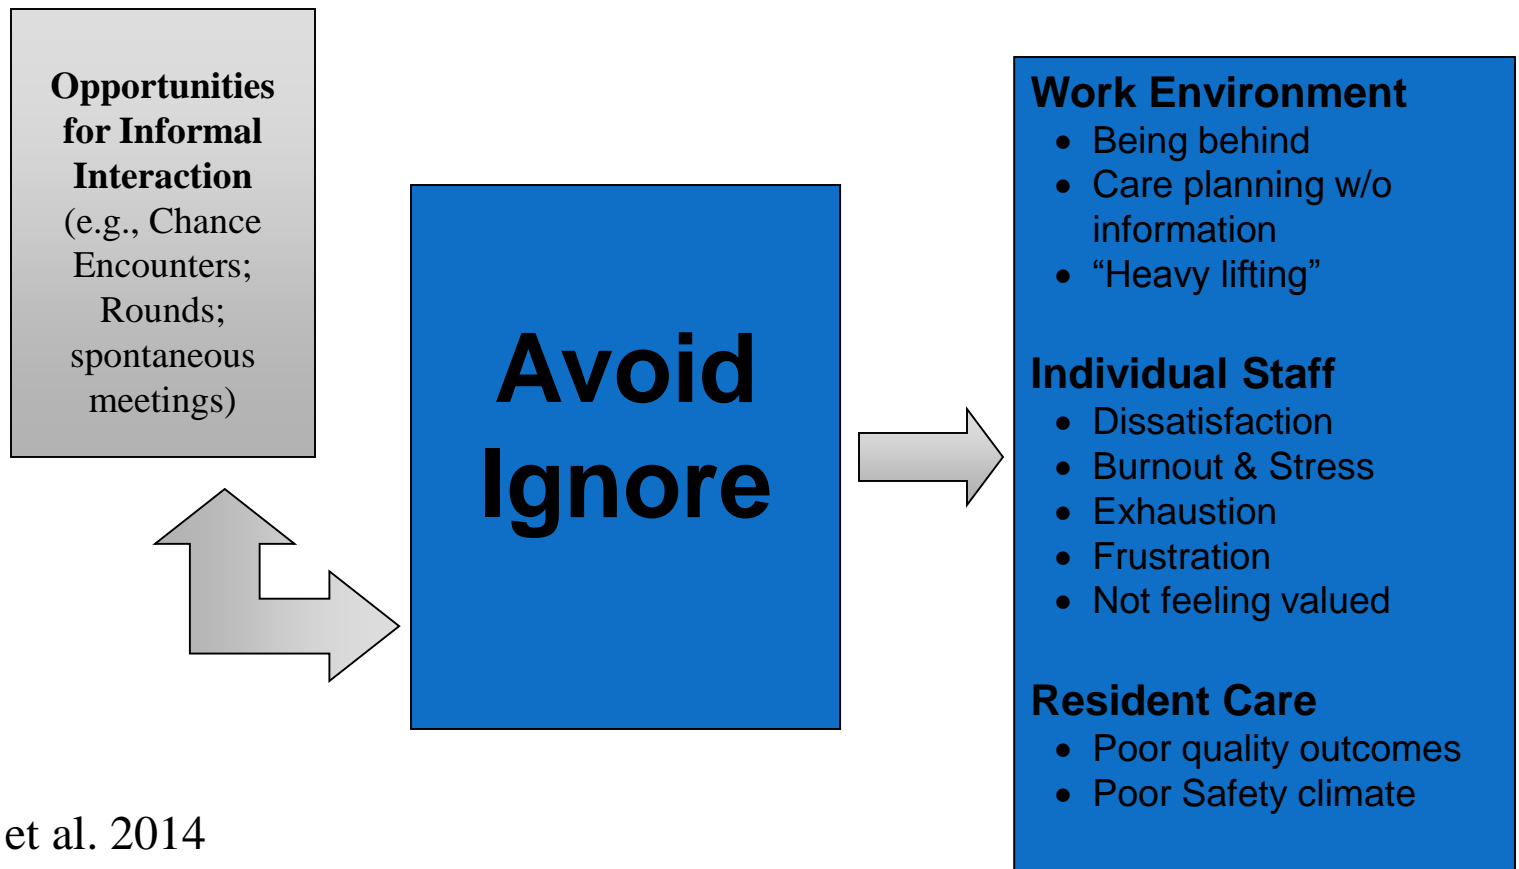 Opportunities
for Informal
Interaction
(e.g., Chance
Encounters;
Rounds;
spontaneous
meetings)
Avoid
Ignore
Work Environment
• Being behind
• Care planning w/o
information
• “Heavy lifting”
Individual Staff
• Dissatisfaction
• Burnout & Stress
• Exhaustion
• Frustration
• Not feeling valued
Resident Care
• Poor quality outcomes
• Poor Safety climate
et al. 2014